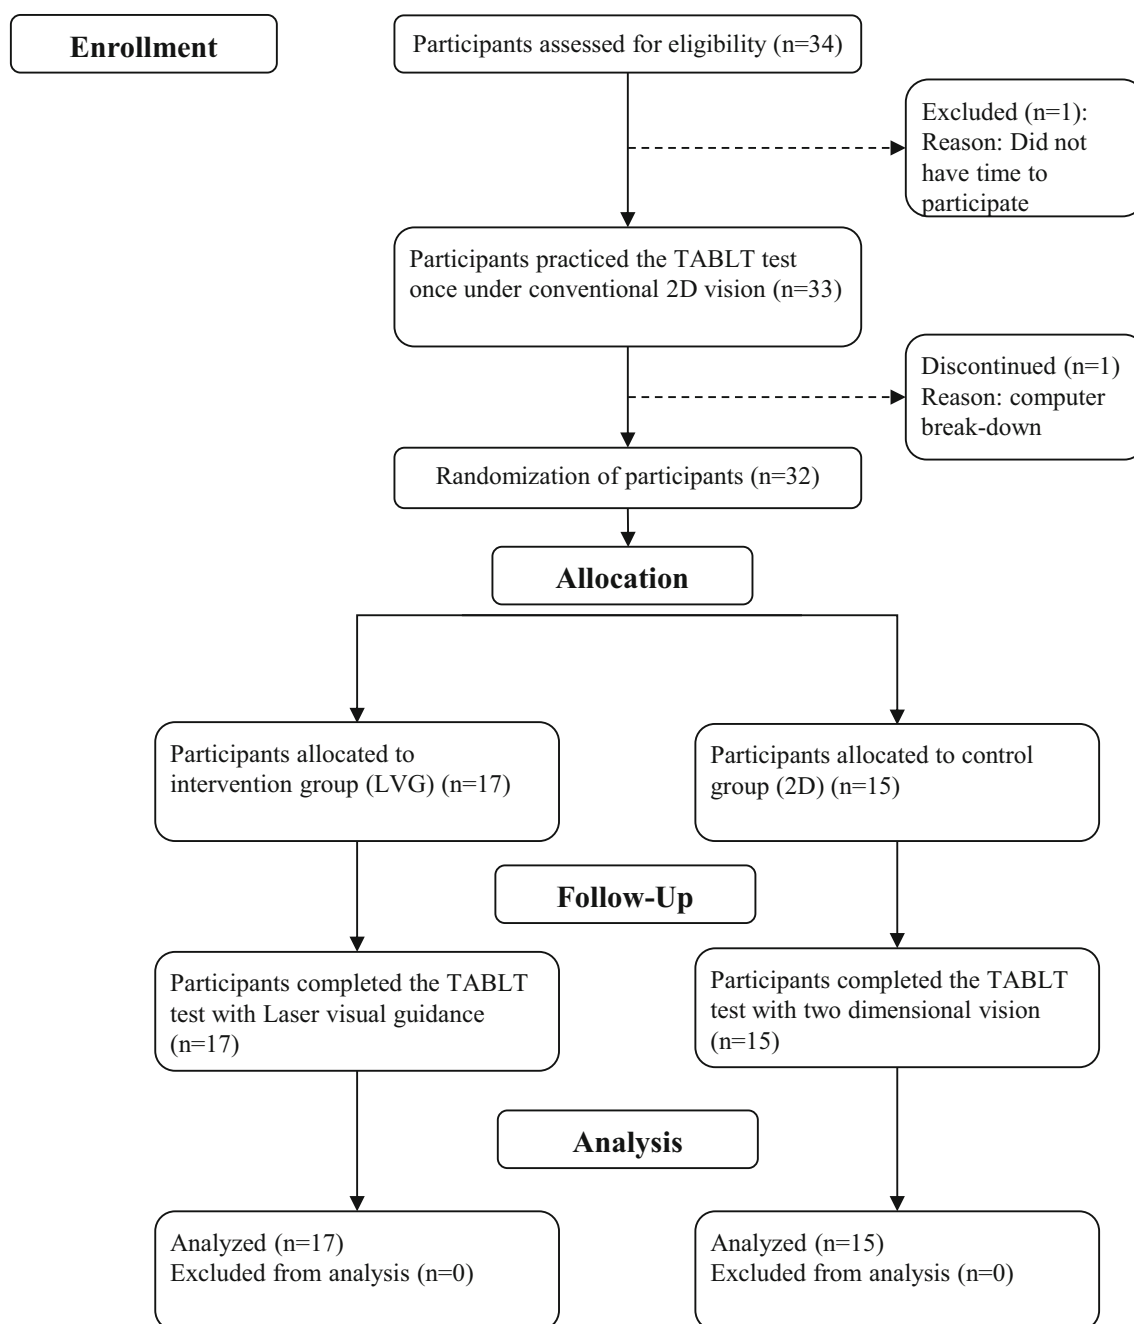 Enrollment
Participants assessed for eligibility (n=34)
Excluded (n=1):
Reason: Did not
have time to
participate
Participants practiced the TABLT test
once under conventional 2D vision (n=33)
Discontinued (n=1)
Reason: computer
break-down
Randomization of participants (n=32)
Allocation
Participants allocated to
intervention group (LVG) (n=17)
Participants allocated to control
group (2D) (n=15)
Follow-Up
Participants completed the TABLT
test with Laser visual guidance
(n=17)
Participants completed the TABLT
test with two dimensional vision
(n=15)
Analysis
Analyzed (n=17)
Excluded from analysis (n=0)
Analyzed (n=15)
Excluded from analysis (n=0)